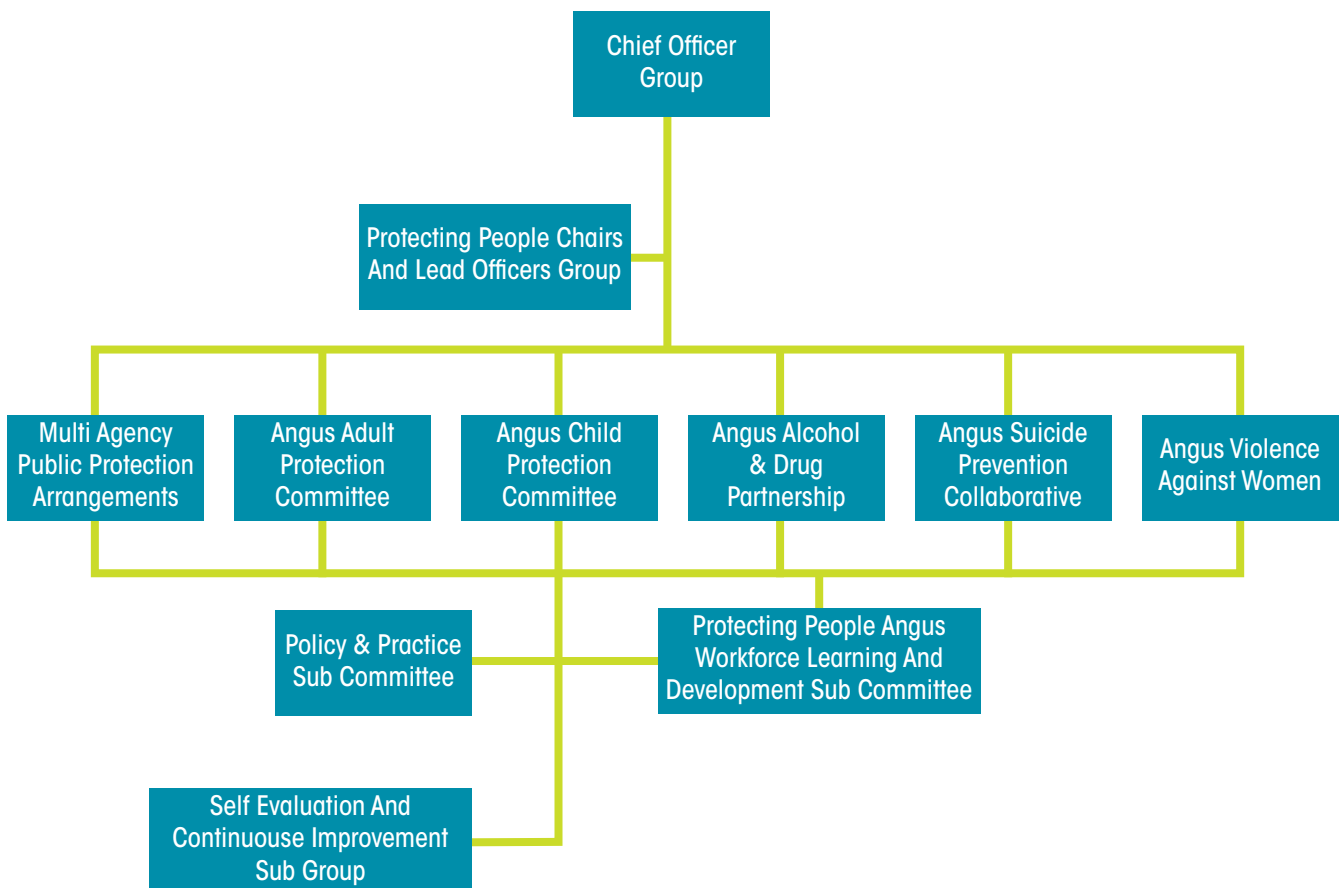 Chief Officer
Group
Protecting People Chairs
And Lead Officers Group
Multi Agency
Public Protection
Arrangements
Angus Adult
Protection
Committee
Angus Child
Protection
Committee
Angus Alcohol
& Drug
Partnership
Angus Suicide
Prevention
Collaborative
Angus Violence
Against Women
Policy & Practice
Sub Committee
Protecting People Angus
Workforce Learning And
Development Sub Committee
Self Evaluation And
Continuouse Improvement
Sub Group